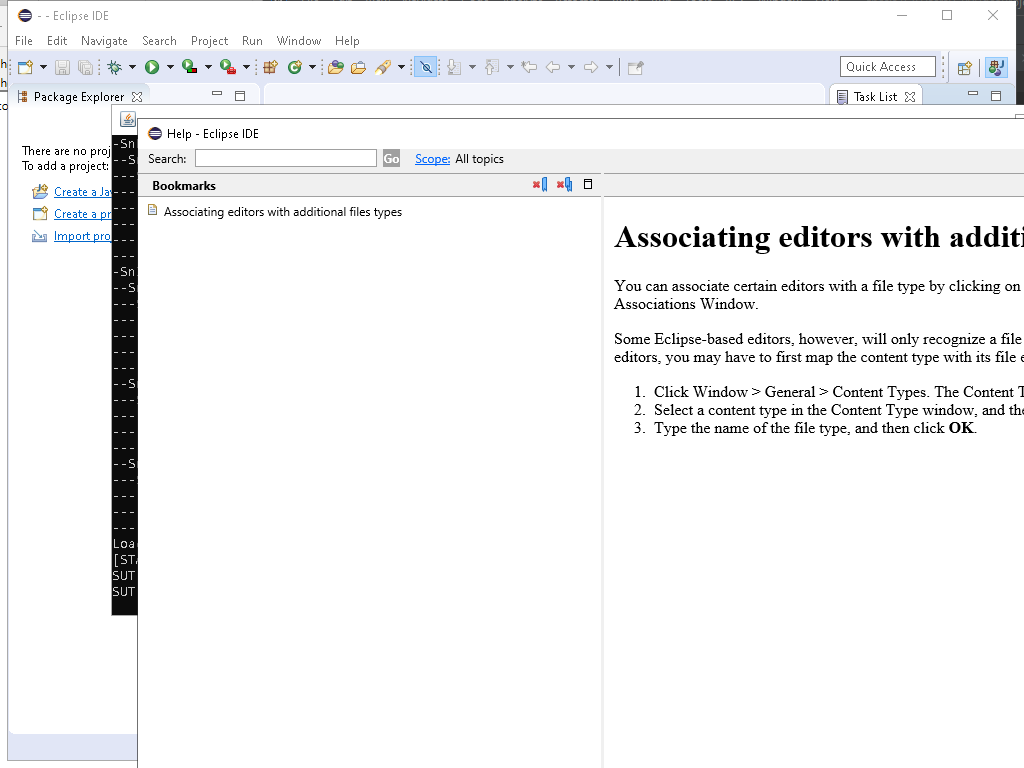 - - Eclipse IDE
File Edit Navigate Search Project Run Window Help
Quick Access
Package Explorer
Task List
There are no proj
To add a project:
Create a Ja
Create a pr
Import pro
-Sn
--S
---
---
---
---
---
---
-Sn
--S
---
---
---
---
---
--S
---
---
---
---
--S
---
---
---
---
Loa
[STA
SUT
SUT
Help - Eclipse IDE
Search: Go Scope: All topics
Bookmarks
Associating editors with additional files types
Associating editors with additi
You can associate certain editors with a file type by clicking on
Associations Window.
Some Eclipse-based editors, however, will only recognize a file
editors, you may have to first map the content type with its file e
1. Click Window > General > Content Types. The Content T
2. Select a content type in the Content Type window, and the
3. Type the name of the file type, and then click OK.